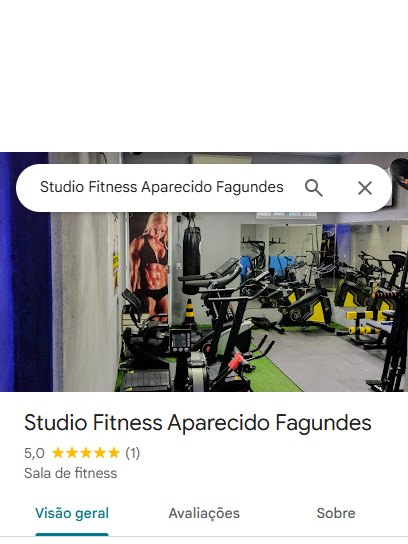 Studio Fitness Aparecido Fagundes
Studio Fitness Aparecido Fagundes
5,0 (1)
Sala de fitness
Visão geral
Avaliações
Sobre